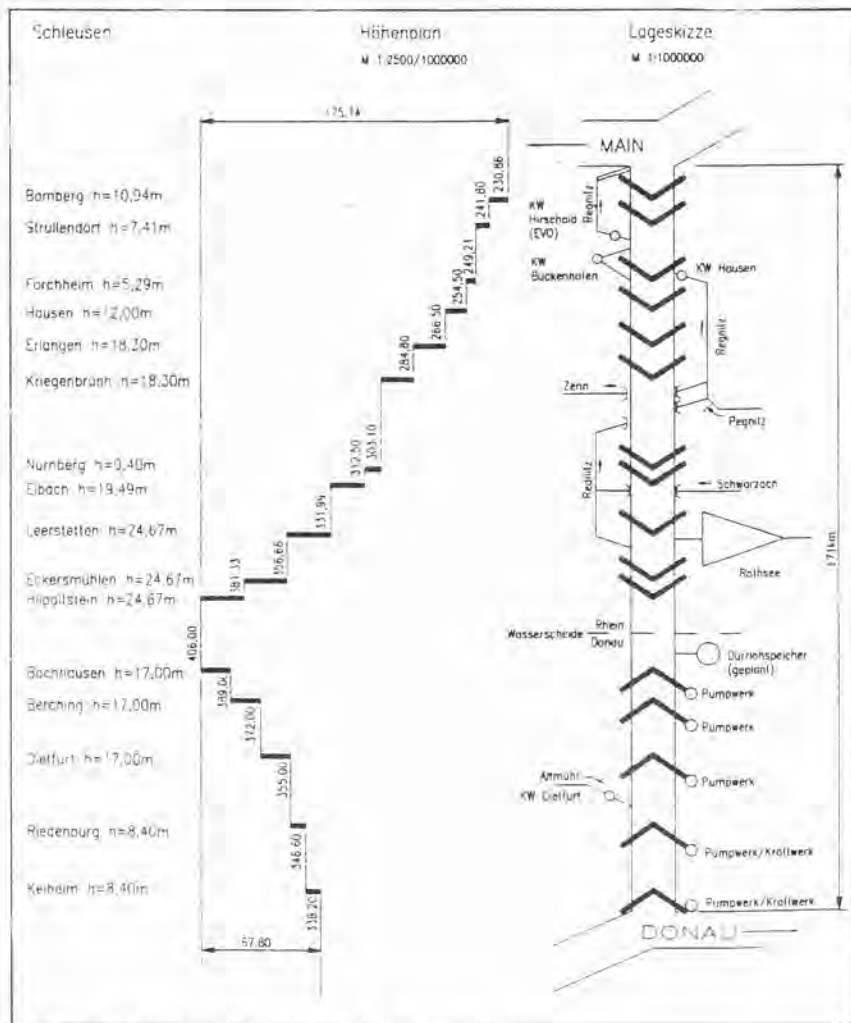 Schleusen
Höhenplan
M 1:2500/1000000
Lageskizze
M 1:1000000
175,14
MAIN
Bamberg h=10,94m
Strullendorf h=7,41m
Forchheim h=5,29m
Hausen h=12,00m
Erlangen h=18,30m
Kriegenbrunn h=18,30m
Nürnberg h=9,40m
Eibach h=19,49m
Leerstetten h=24,67m
Eckersmühlen h=24,67m
Hilpoltstein h=24,67m
Bachhausen h=17,00m
Berching h=17,00m
Dietfurt h=17,00m
Riedenburg h=8,40m
Kelheim h=8,40m
230,86
241,80
249,21
254,50
266,50
284,80
303,10
312,50
331,99
356,66
381,33
406,00
389,00
372,00
355,00
346,60
338,20
67,80
KW
Hirschaid
(EVO)
Regnitz
KW
Buckenhofen
KW Hausen
Regnitz
Zenn
Pegnitz
Rednitz
Schwarzach
Rothsee
171km
Wasserscheide
Rhein
Donau
Dürrlohspeicher
(geplant)
Pumpwerk
Pumpwerk
Altmühl
KW Dietfurt
Pumpwerk
Pumpwerk/Kraftwerk
Pumpwerk/Kraftwerk
DONAU